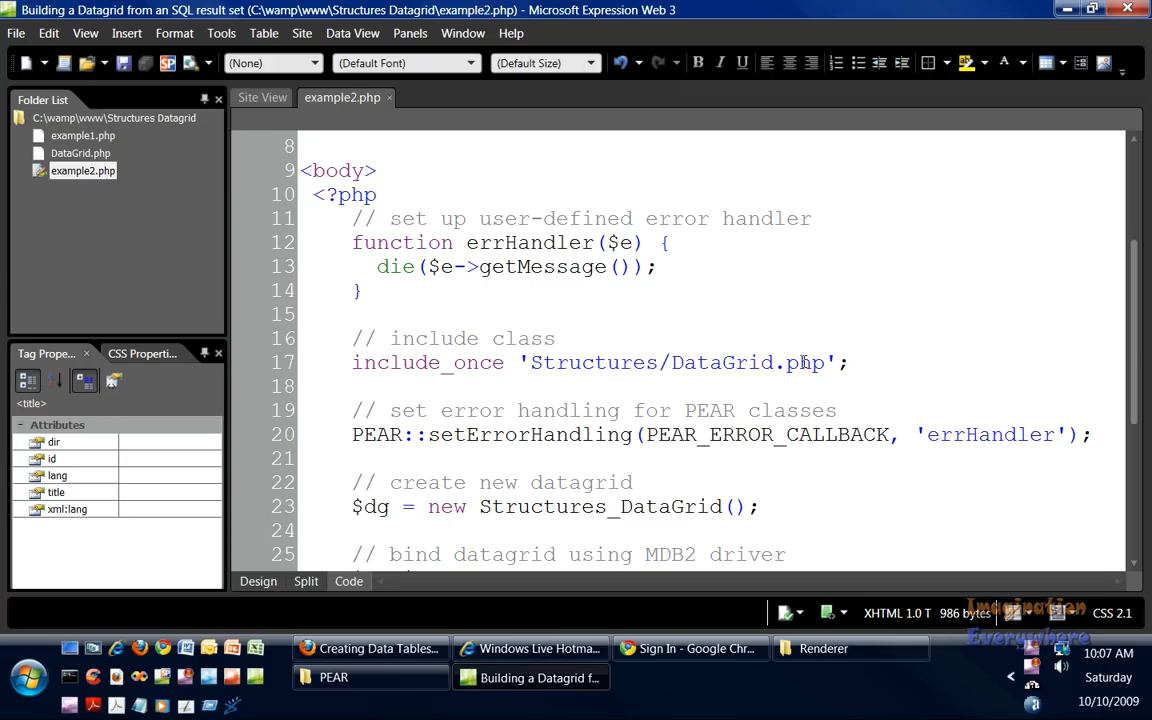 Building a Datagrid from an SQL result set (C:\wamp\www\Structures Datagrid\example2.php) - Microsoft Expression Web 3
File Edit View Insert Format Tools Table Site Data View Panels Window Help
(None) (Default Font) (Default Size) B I U A
Folder List
C:\wamp\www\Structures Datagrid
example1.php
DataGrid.php
example2.php
Site View example2.php
8
9 <body>
10 <?php
11 // set up user-defined error handler
12 function errHandler($e) {
13 die($e->getMessage());
14 }
15
16 // include class
17 include_once 'Structures/DataGrid.php';
18
19 // set error handling for PEAR classes
20 PEAR::setErrorHandling(PEAR_ERROR_CALLBACK, 'errHandler');
21
22 // create new datagrid
23 $dg = new Structures_DataGrid();
24
25 // bind datagrid using MDB2 driver
Tag Prope... CSS Properti...
<title>
Attributes
dir
id
lang
title
xml:lang
Design Split Code
XHTML 1.0 T 986 bytes CSS 2.1
Imagination
Everywhere
Creating Data Tables... Windows Live Hotma... Sign In - Google Chr... Renderer
PEAR Building a Datagrid f...
10:07 AM
Saturday
10/10/2009